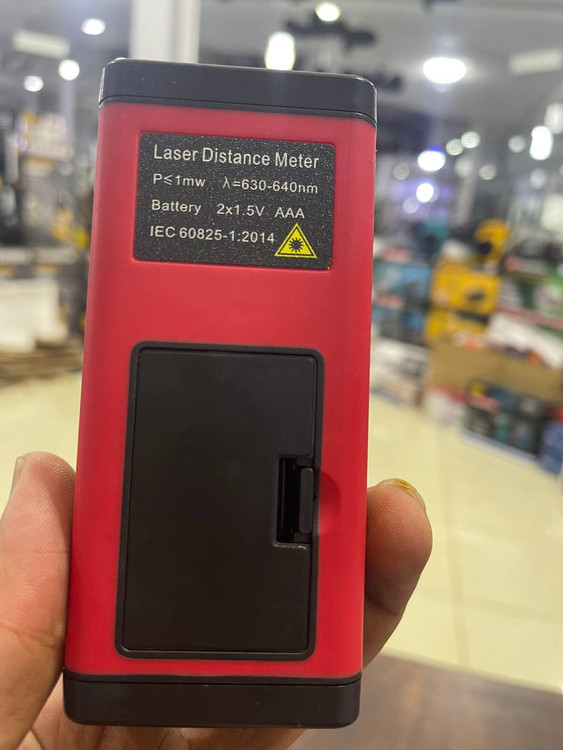 Laser Distance Meter
P≤1mw λ=630-640nm
Battery 2x1.5V AAA
IEC 60825-1:2014